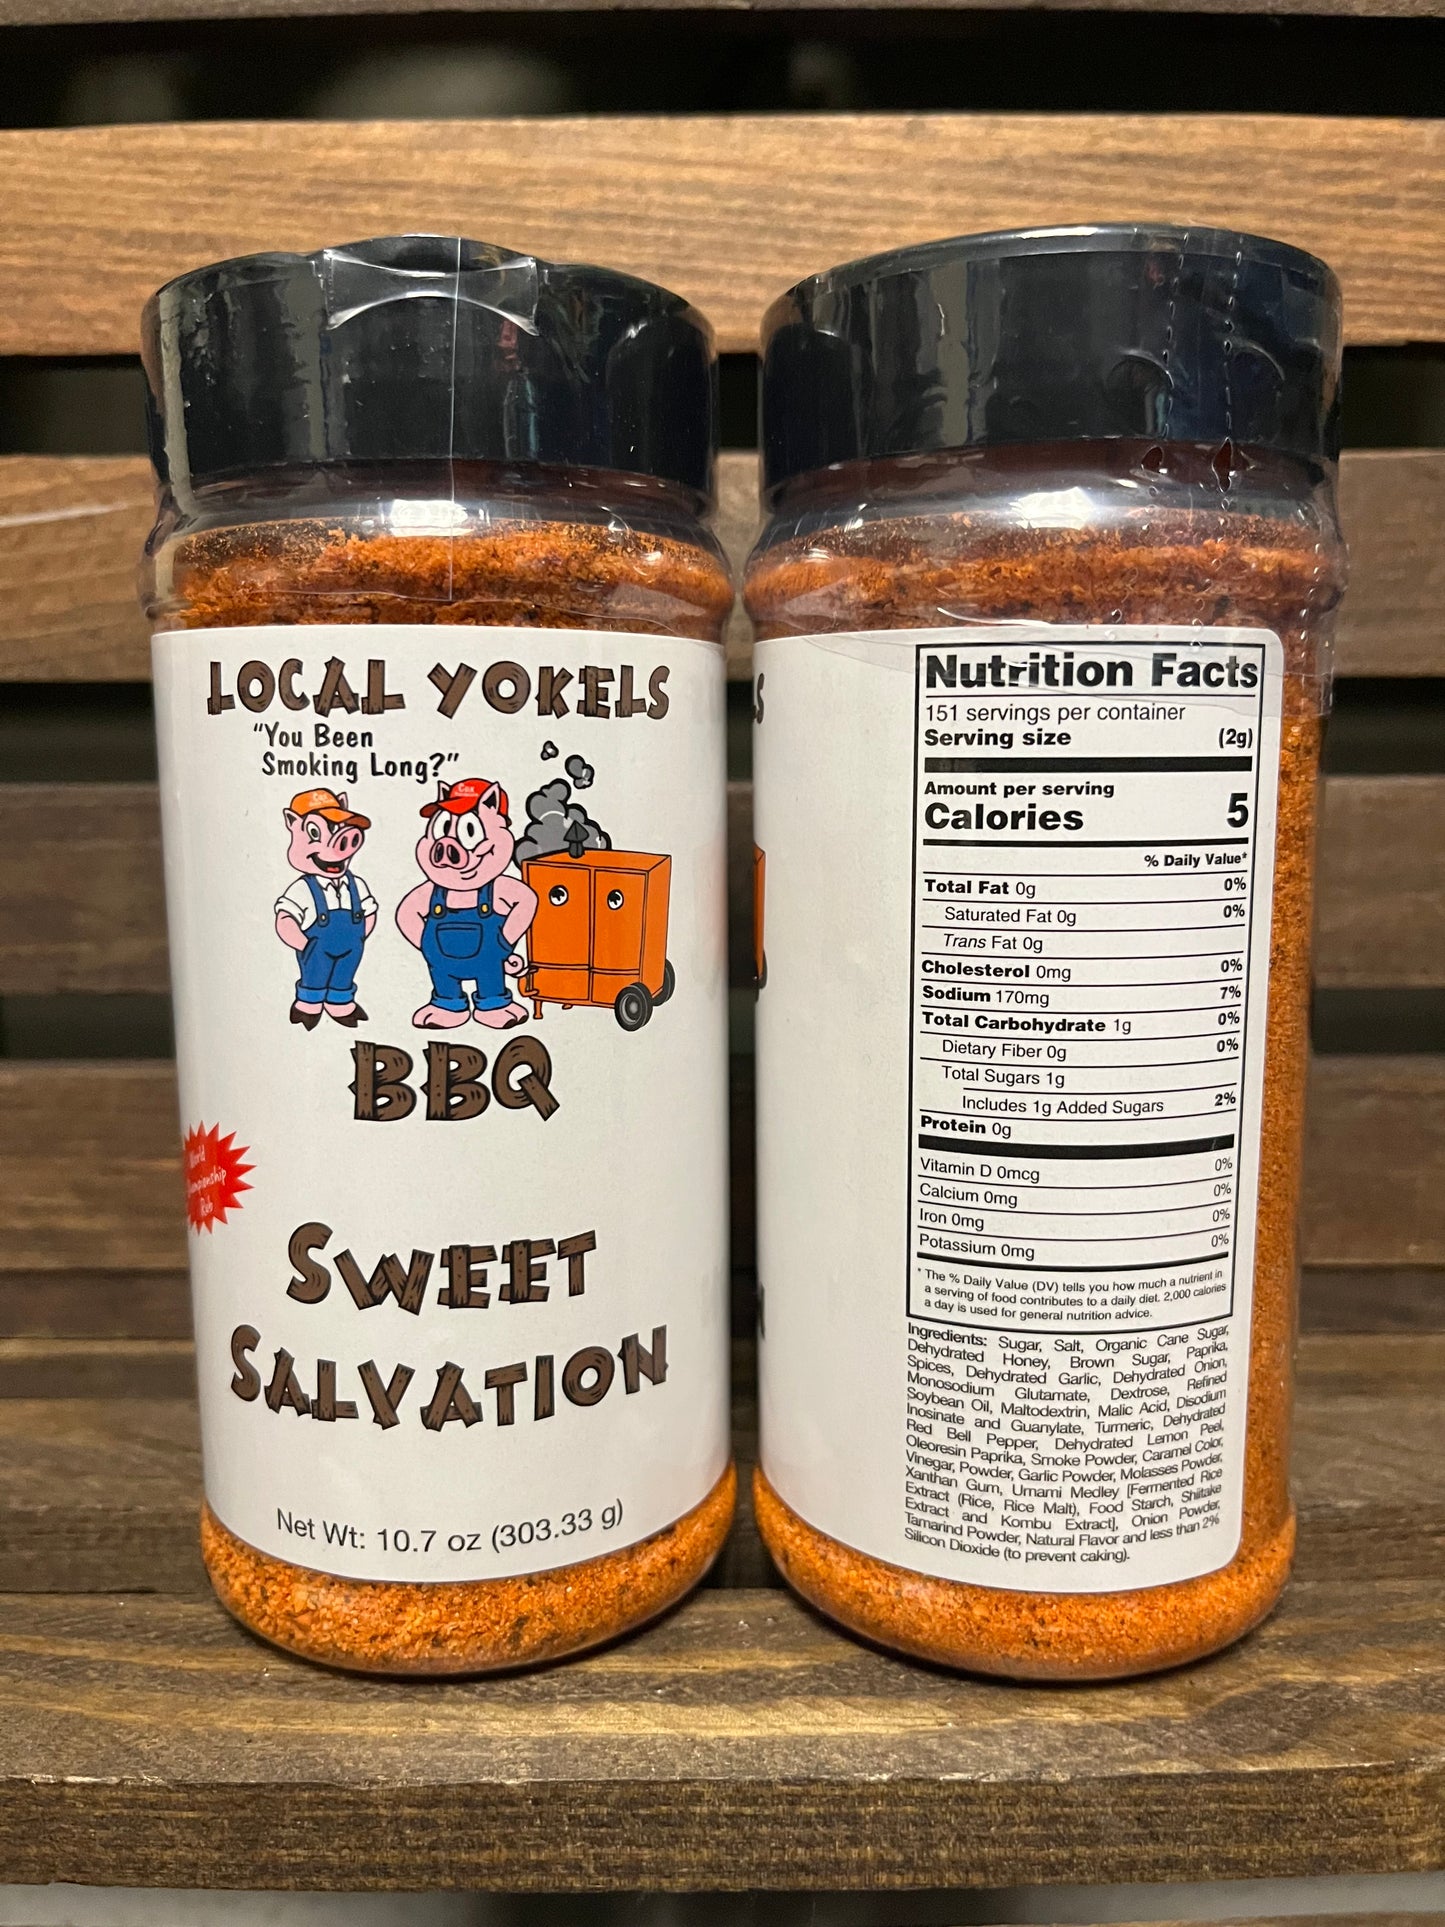 LOCAL YOKELS
"You Been
Smoking Long?"
Cox
BBQ
World
Championship
Rub
SWEET
SALVATION
Net Wt: 10.7 oz (303.33 g)
Nutrition Facts
151 servings per container
Serving size (2g)
Amount per serving
Calories 5
% Daily Value*
Total Fat 0g 0%
Saturated Fat 0g 0%
Trans Fat 0g
Cholesterol 0mg 0%
Sodium 170mg 7%
Total Carbohydrate 1g 0%
Dietary Fiber 0g 0%
Total Sugars 1g
Includes 1g Added Sugars 2%
Protein 0g
Vitamin D 0mcg 0%
Calcium 0mg 0%
Iron 0mg 0%
Potassium 0mg 0%
* The % Daily Value (DV) tells you how much a nutrient in
a serving of food contributes to a daily diet. 2,000 calories
a day is used for general nutrition advice.
Ingredients: Sugar, Salt, Organic Cane Sugar,
Dehydrated Honey, Brown Sugar, Paprika,
Spices, Dehydrated Garlic, Dehydrated Onion,
Monosodium Glutamate, Dextrose, Refined
Soybean Oil, Maltodextrin, Malic Acid, Disodium
Inosinate and Guanylate, Turmeric, Dehydrated
Red Bell Pepper, Dehydrated Lemon Peel,
Oleoresin Paprika, Smoke Powder, Caramel Color,
Vinegar, Powder, Garlic Powder, Molasses Powder,
Xanthan Gum, Umami Medley [Fermented Rice
Extract (Rice, Rice Malt), Food Starch, Shiitake
Extract and Kombu Extract], Onion Powder,
Tamarind Powder, Natural Flavor and less than 2%
Silicon Dioxide (to prevent caking).